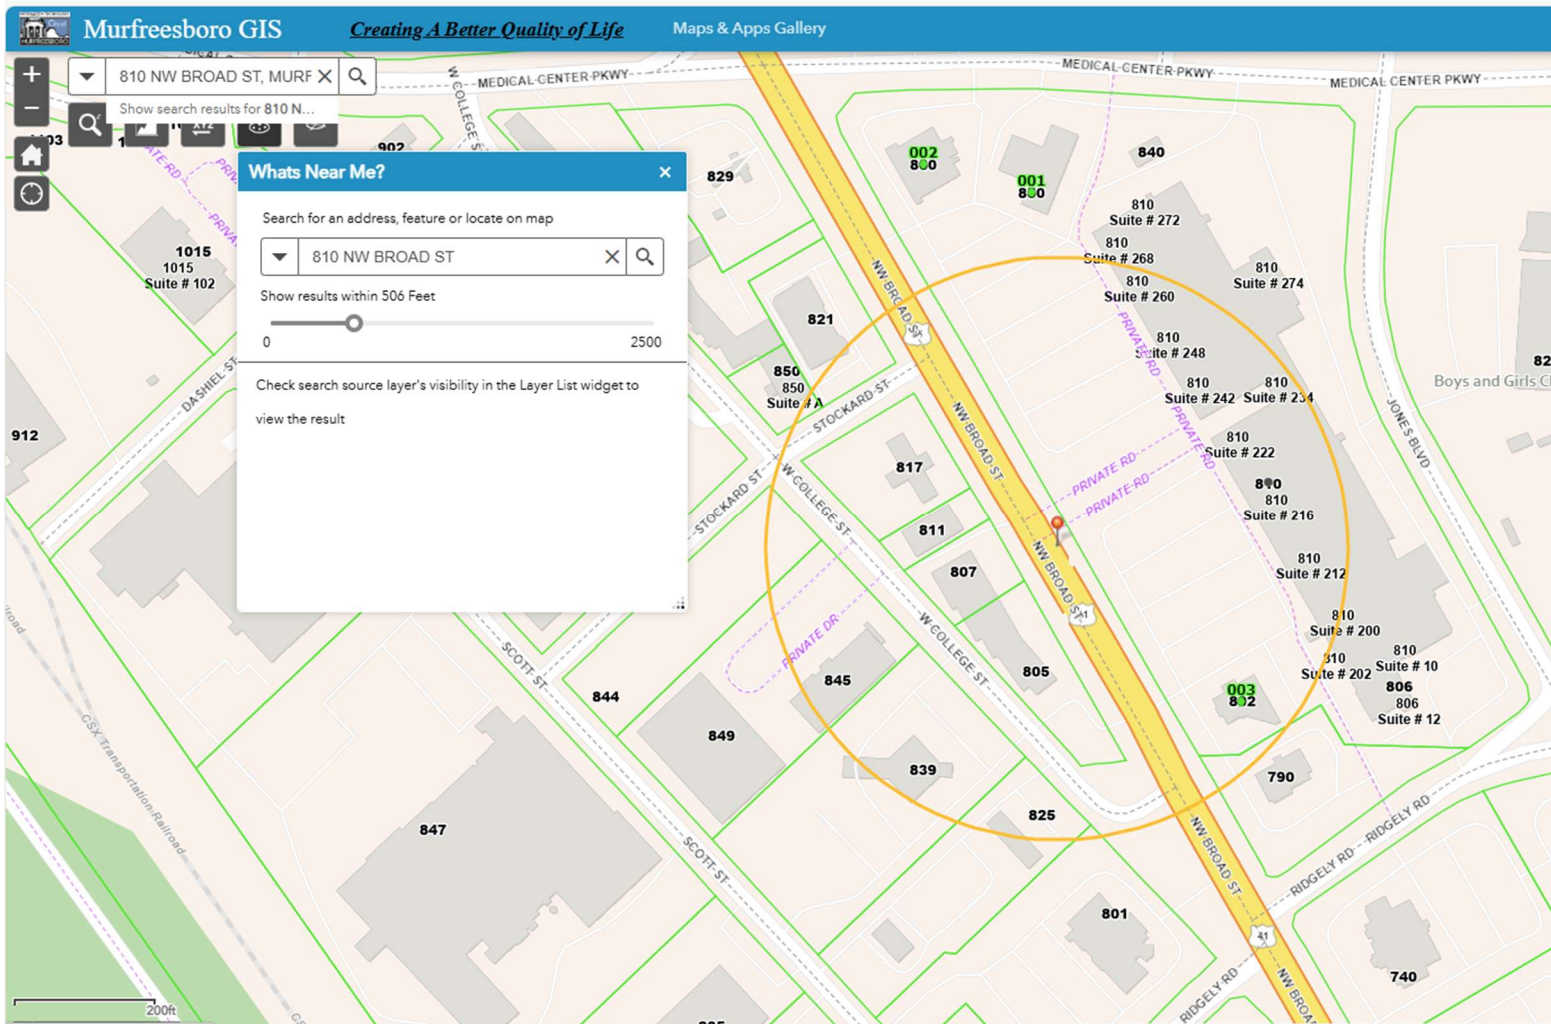 Murfreesboro GIS
Creating A Better Quality of Life
Maps & Apps Gallery
+
−
810 NW BROAD ST, MURF
Show search results for 810 N...
Whats Near Me?
Search for an address, feature or locate on map
810 NW BROAD ST
Show results within 506 Feet
0
2500
Check search source layer's visibility in the Layer List widget to
view the result
W COLLEGE S
MEDICAL CENTER PKWY
MEDICAL CENTER PKWY
MEDICAL CENTER PKWY
902
829
002
001
840
810
Suite # 272
810
Suite # 268
810
Suite # 260
810
Suite # 274
1015
1015
Suite # 102
821
NW BROAD ST
PRIVATE RD
810
Suite # 248
850
850
Suite # A
810
Suite # 242
810
Suite # 234
82
Boys and Girls Cl
DASHIEL ST
STOCKARD ST
NW BROAD ST
JONES BLVD
912
817
810
Suite # 222
PRIVATE RD
PRIVATE RD
PRIVATE RD
W COLLEGE ST
STOCKARD ST
810
810
Suite # 216
811
807
NW BROAD ST
41
810
Suite # 212
810
Suite # 200
PRIVATE DR
W COLLEGE ST
805
810
Suite # 202
810
Suite # 10
806
806
Suite # 12
SCOTT ST
844
845
003
802
849
839
790
CSX Transportation Railroad
847
825
SCOTT ST
NW BROAD ST
RIDGELY RD
RIDGELY RD
801
41
740
RIDGELY RD
NW BROA
200ft